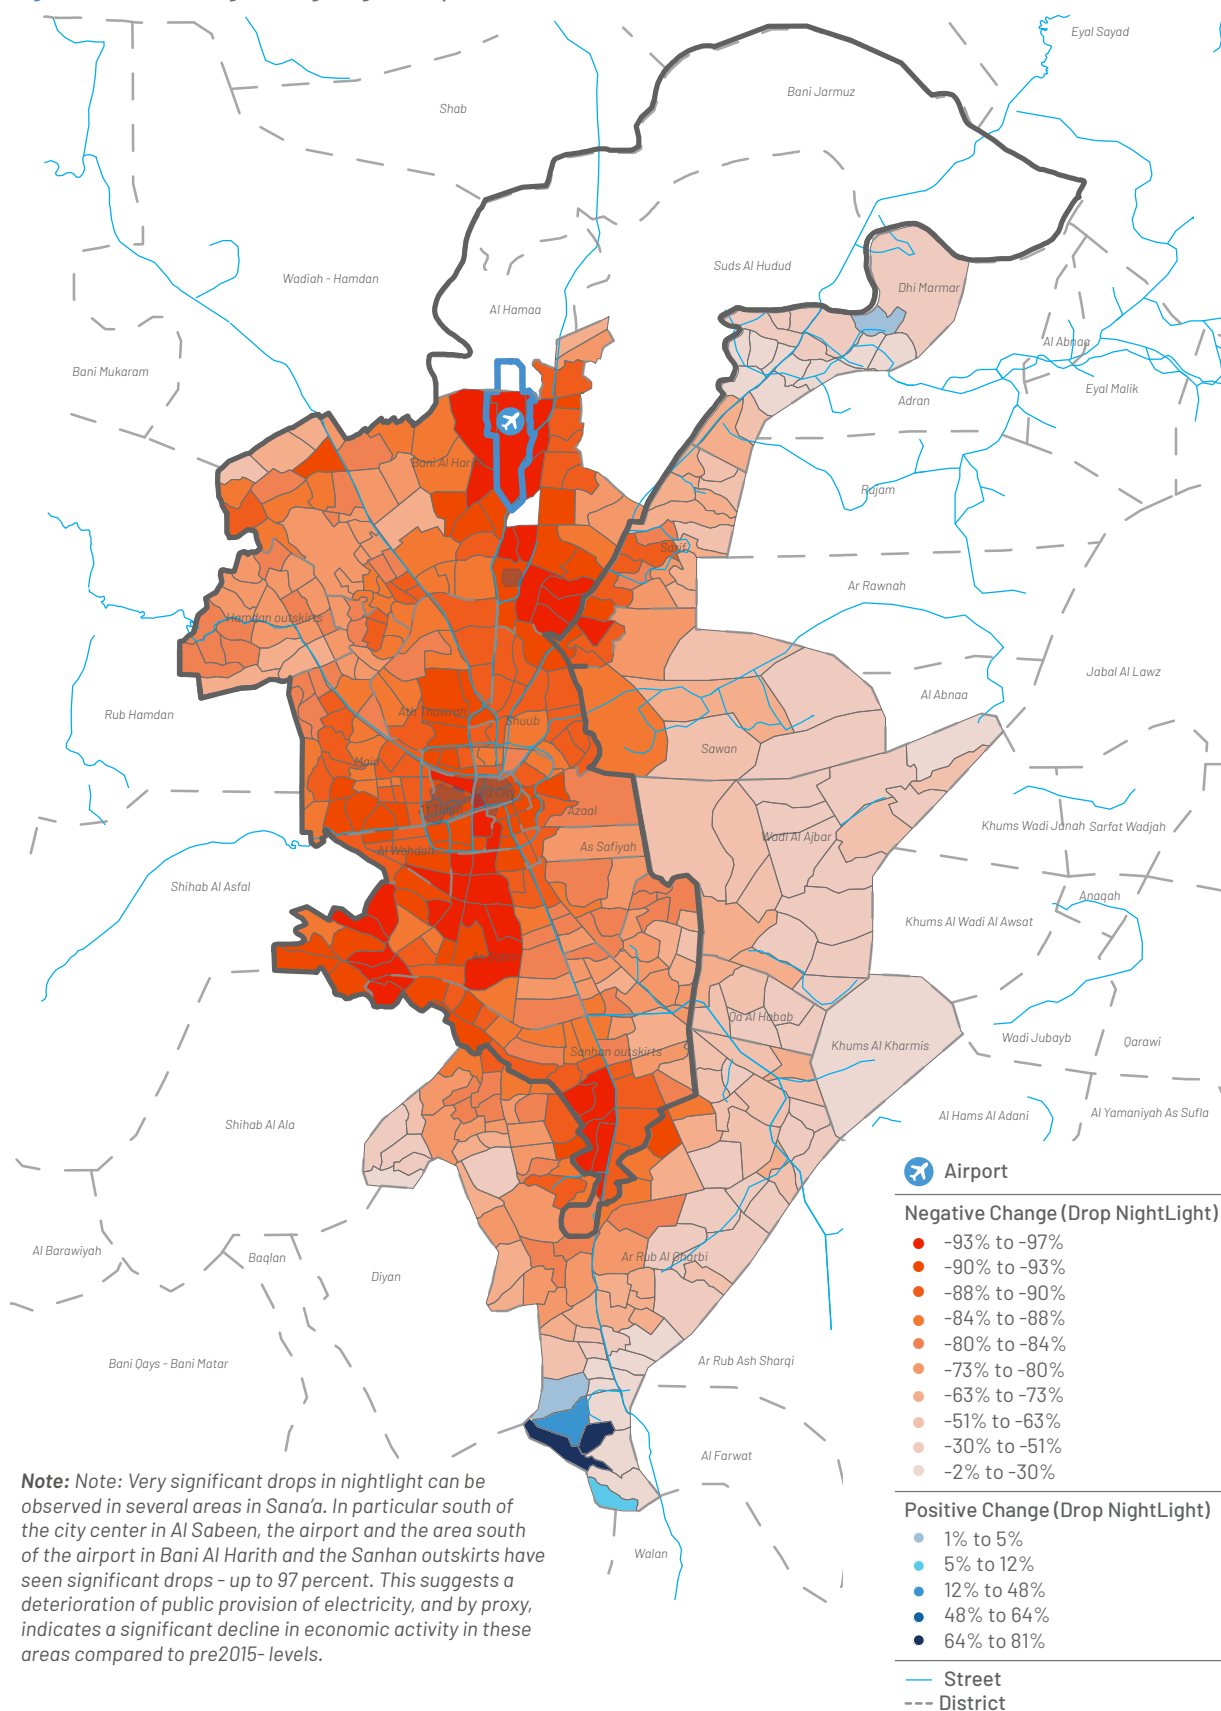 Eyal Sayad
Bani Jarmuz
Shab
Suds Al Hudud
Wadiah - Hamdan
Dhi Marmar
Al Hamaa
Al Abnaa
Bani Mukaram
Eyal Malik
Adran
Bani Al Harith
Rujam
Sarif
Ar Rawnah
Hamdan outskirts
Jabal Al Lawz
Al Abnaa
Rub Hamdan
Ath Thawrah
Shuub
Sawan
Main
Old City
Azaal
Khums Wadi Janah
Sarfat Wadjah
Wadi Al Ajbar
Al Wahdah
As Safiyah
Shihab Al Asfal
Anaqah
Khums Al Wadi Al Awsat
Qa Al Habab
Wadi Jubayb
Qarawi
Sanhan outskirts
Khums Al Kharmis
Al Hams Al Adani
Al Yamaniyah As Sufla
Shihab Al Ala
Al Barawiyah
Baqlan
Diyan
Ar Rub Al Gharbi
Bani Qays - Bani Matar
Ar Rub Ash Sharqi
Al Farwat
Walan
Airport
Negative Change (Drop NightLight)
-93% to -97%
-90% to -93%
-88% to -90%
-84% to -88%
-80% to -84%
-73% to -80%
-63% to -73%
-51% to -63%
-30% to -51%
-2% to -30%
Positive Change (Drop NightLight)
1% to 5%
5% to 12%
12% to 48%
48% to 64%
64% to 81%
Street
District
Note: Note: Very significant drops in nightlight can be
observed in several areas in Sana'a. In particular south of
the city center in Al Sabeen, the airport and the area south
of the airport in Bani Al Harith and the Sanhan outskirts have
seen significant drops - up to 97 percent. This suggests a
deterioration of public provision of electricity, and by proxy,
indicates a significant decline in economic activity in these
areas compared to pre2015- levels.